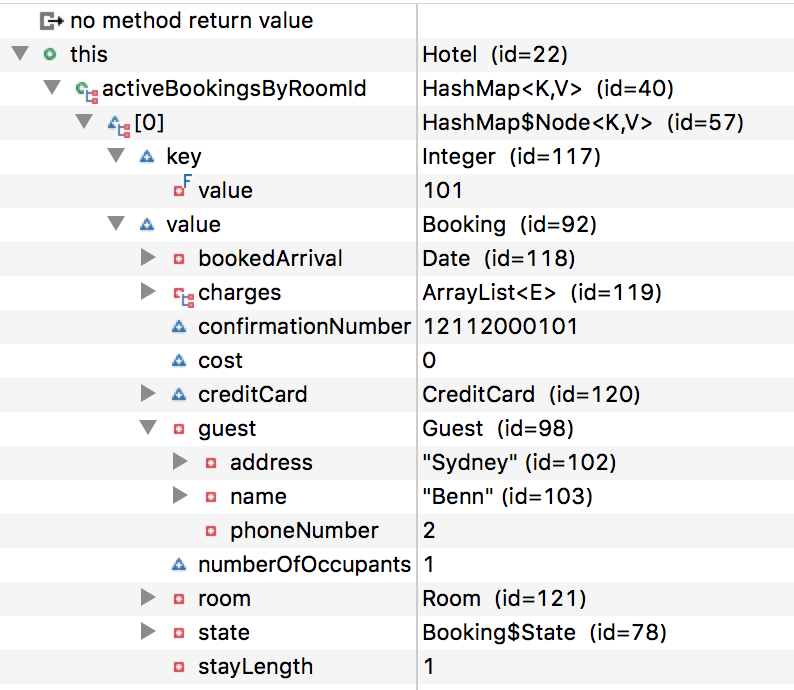 no method return value
this Hotel (id=22)
activeBookingsByRoomId HashMap<K,V> (id=40)
[0] HashMap$Node<K,V> (id=57)
key Integer (id=117)
F value 101
value Booking (id=92)
bookedArrival Date (id=118)
charges ArrayList<E> (id=119)
confirmationNumber 12112000101
cost 0
creditCard CreditCard (id=120)
guest Guest (id=98)
address "Sydney" (id=102)
name "Benn" (id=103)
phoneNumber 2
numberOfOccupants 1
room Room (id=121)
state Booking$State (id=78)
stayLength 1